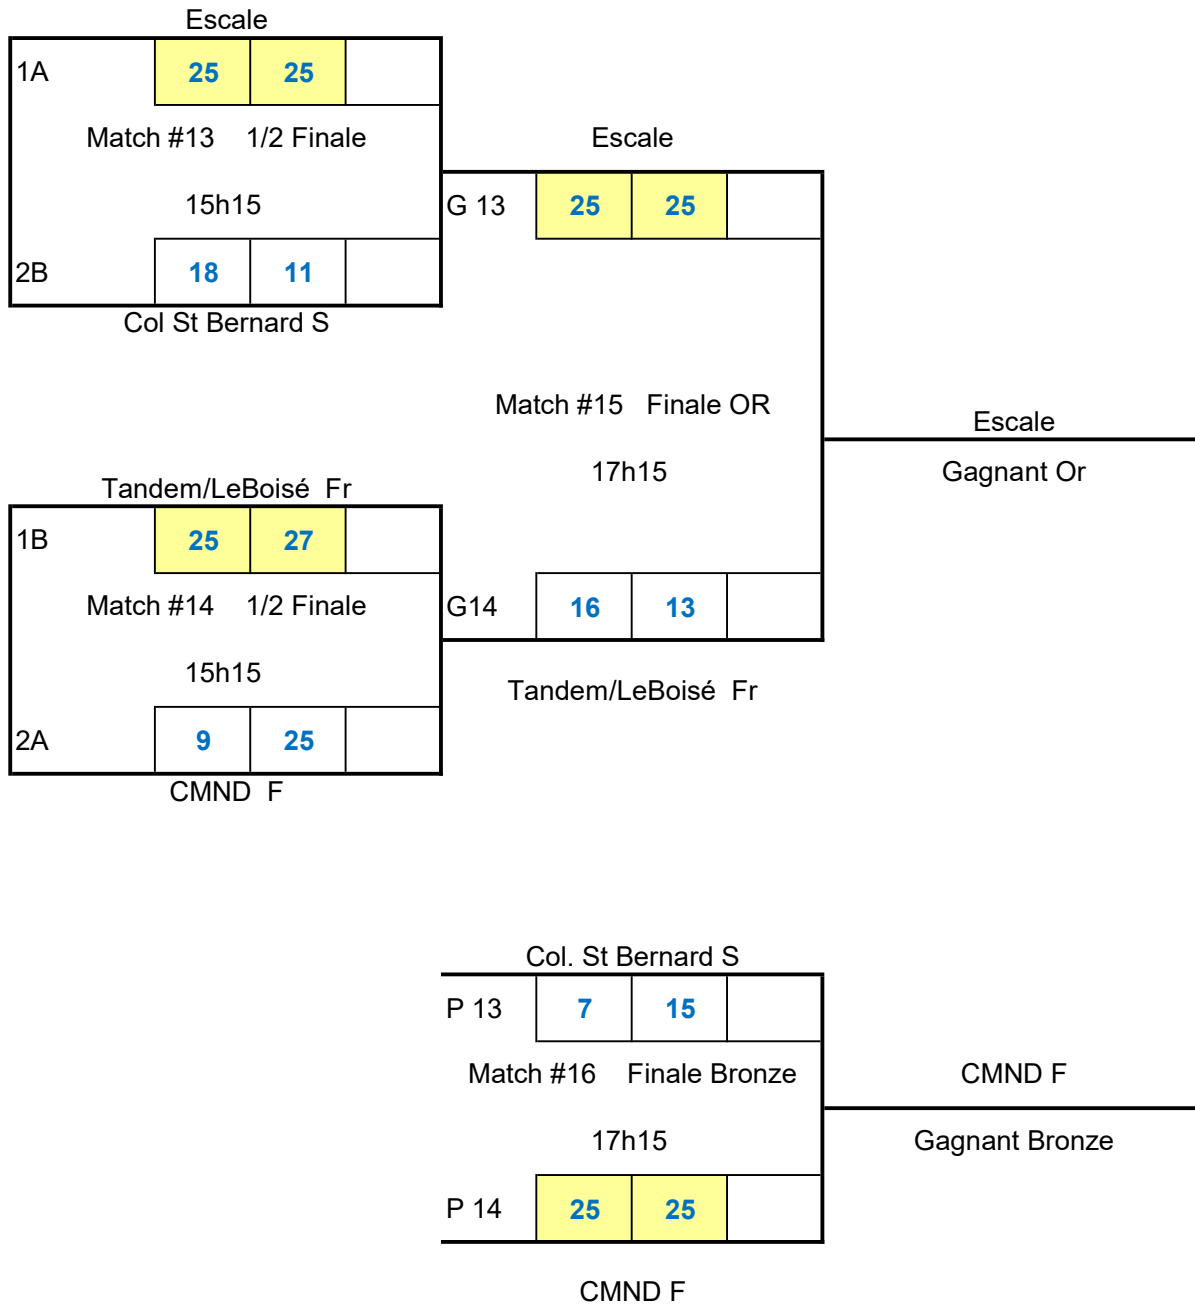 Escale
1A 25 25
Match #13 1/2 Finale
15h15
2B 18 11
Col St Bernard S
Escale
G 13 25 25
Match #15 Finale OR
17h15
G14 16 13
Tandem/LeBoisé Fr
Escale
Gagnant Or
Tandem/LeBoisé Fr
1B 25 27
Match #14 1/2 Finale
15h15
2A 9 25
CMND F
Col. St Bernard S
P 13 7 15
Match #16 Finale Bronze
17h15
P 14 25 25
CMND F
CMND F
Gagnant Bronze